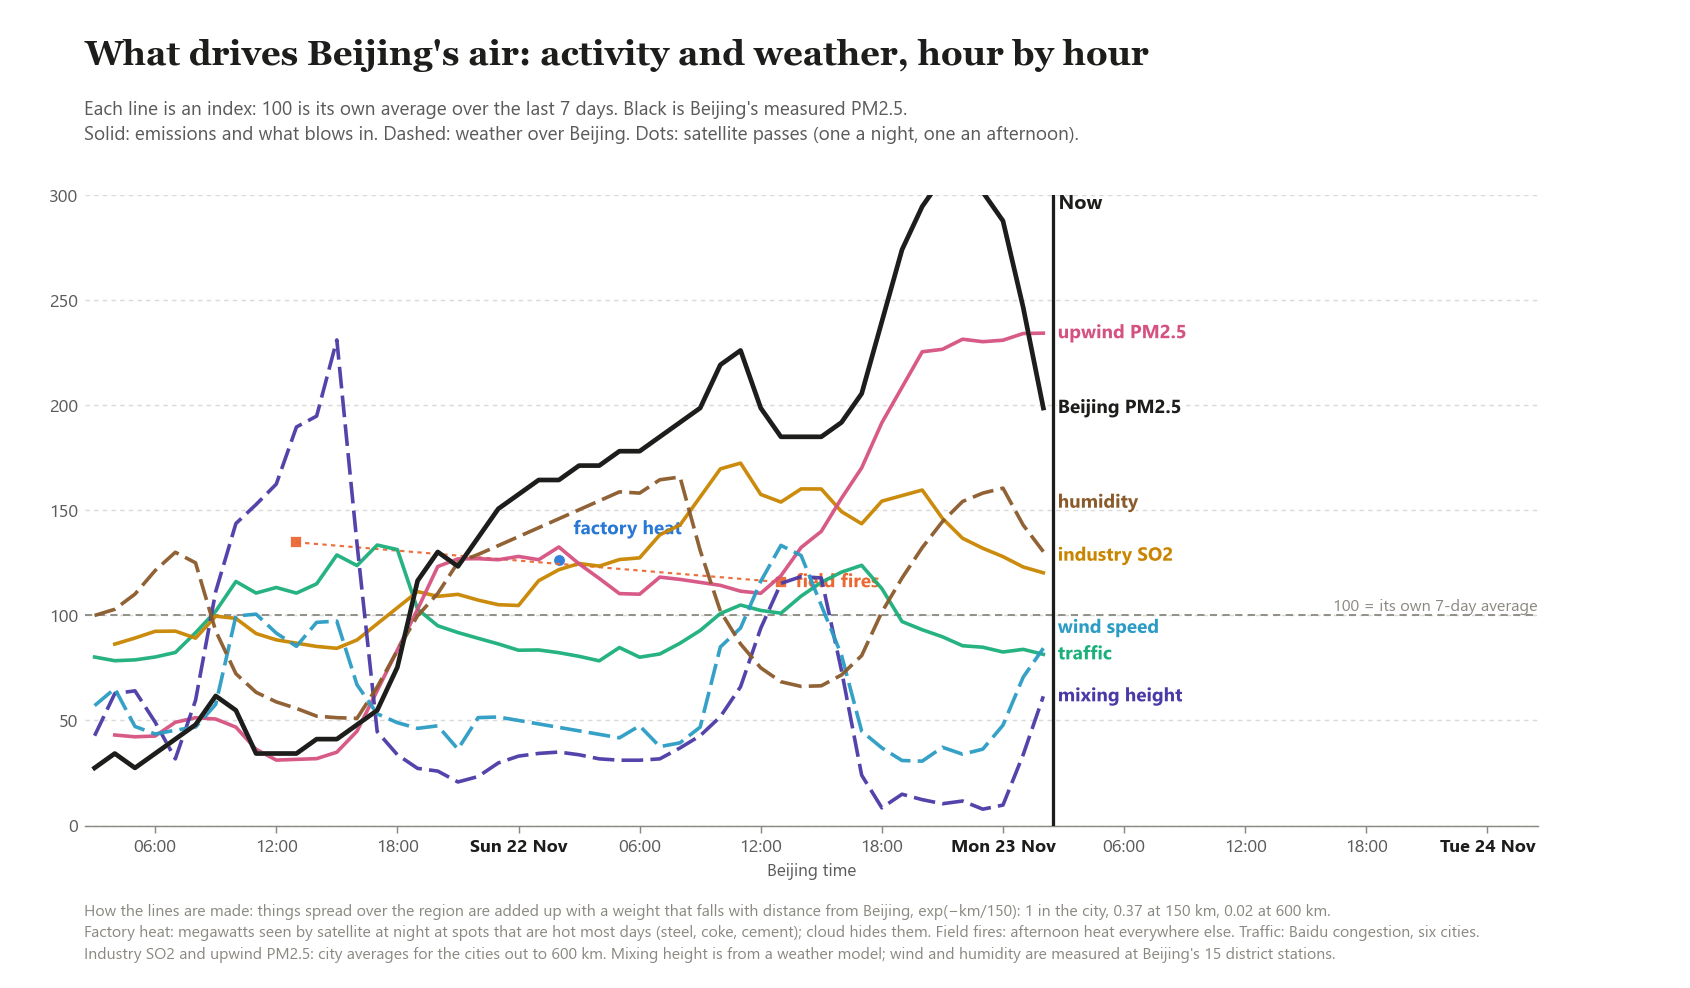 What drives Beijing's air: activity and weather, hour by hour
Each line is an index: 100 is its own average over the last 7 days. Black is Beijing's measured PM2.5.
Solid: emissions and what blows in. Dashed: weather over Beijing. Dots: satellite passes (one a night, one an afternoon).
300
Now
250
upwind PM2.5
200
Beijing PM2.5
150
humidity
factory heat
industry SO2
field fires
100 = its own 7-day average
100
wind speed
traffic
mixing height
50
0
06:00 12:00 18:00 Sun 22 Nov 06:00 12:00 18:00 Mon 23 Nov 06:00 12:00 18:00 Tue 24 Nov
Beijing time
How the lines are made: things spread over the region are added up with a weight that falls with distance from Beijing, exp(−km/150): 1 in the city, 0.37 at 150 km, 0.02 at 600 km.
Factory heat: megawatts seen by satellite at night at spots that are hot most days (steel, coke, cement); cloud hides them. Field fires: afternoon heat everywhere else. Traffic: Baidu congestion, six cities.
Industry SO2 and upwind PM2.5: city averages for the cities out to 600 km. Mixing height is from a weather model; wind and humidity are measured at Beijing's 15 district stations.